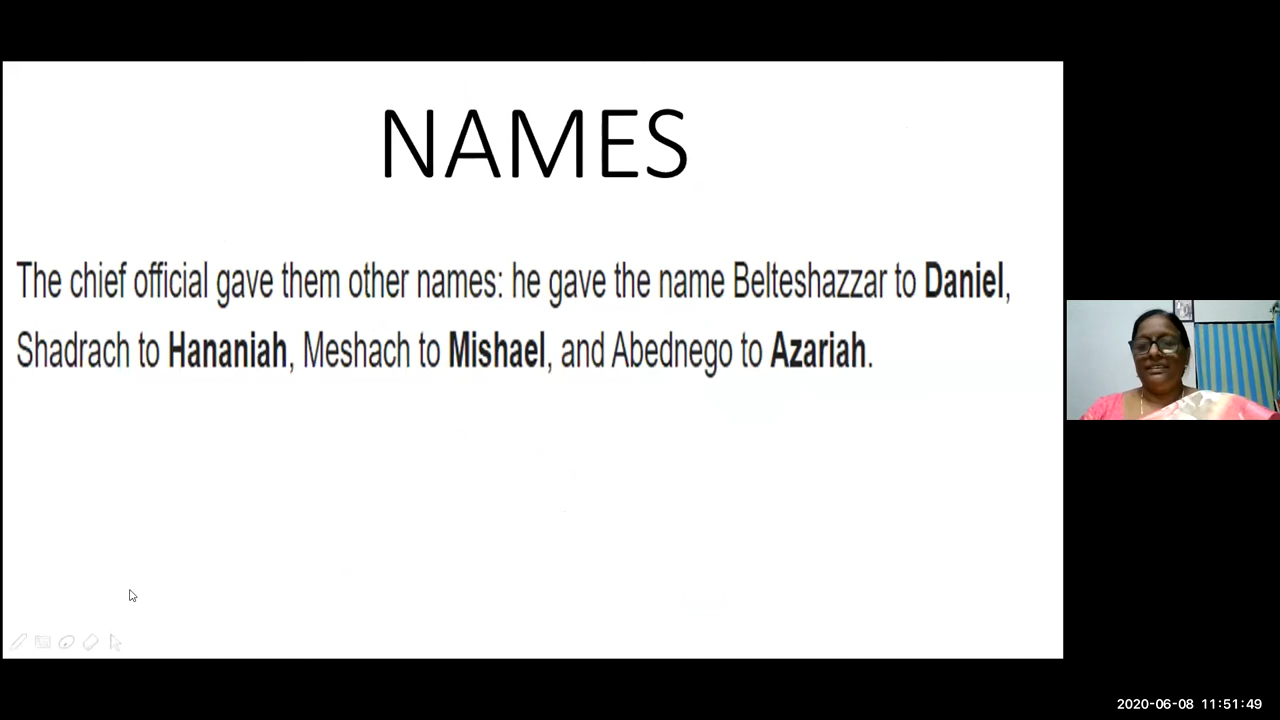 NAMES
The chief official gave them other names: he gave the name Belteshazzar to Daniel,
Shadrach to Hananiah, Meshach to Mishael, and Abednego to Azariah.
2020-06-08 11:51:49